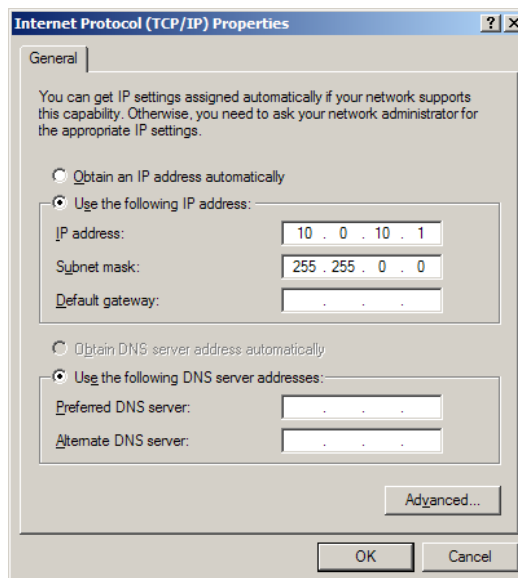 Internet Protocol (TCP/IP) Properties
General
You can get IP settings assigned automatically if your network supports
this capability. Otherwise, you need to ask your network administrator for
the appropriate IP settings.
Obtain an IP address automatically
Use the following IP address:
IP address: 10 . 0 . 10 . 1
Subnet mask: 255 . 255 . 0 . 0
Default gateway: . . .
Obtain DNS server address automatically
Use the following DNS server addresses:
Preferred DNS server: . . .
Alternate DNS server: . . .
Advanced...
OK Cancel